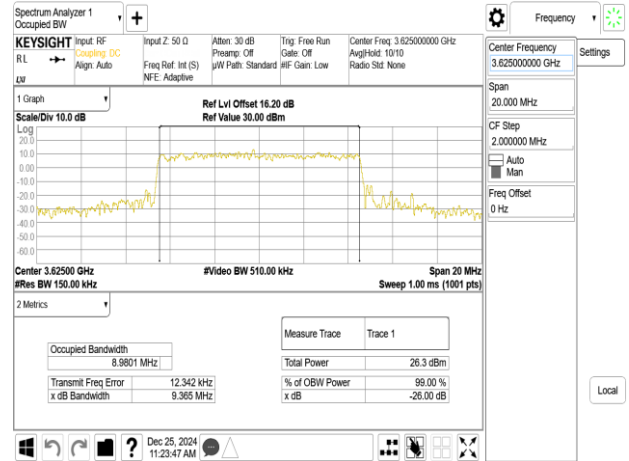 Spectrum Analyzer 1
Occupied BW
Frequency
KEYSIGHT
RL
Input: RF
Coupling: DC
Align: Auto
Input Z: 50 Ω
Freq Ref: Int (S)
NFE: Adaptive
Atten: 30 dB
Preamp: Off
µW Path: Standard
Trig: Free Run
Gate: Off
#IF Gain: Low
Center Freq: 3.625000000 GHz
Avg|Hold: 10/10
Radio Std: None
Center Frequency
3.625000000 GHz
Settings
Span
20.000 MHz
CF Step
2.000000 MHz
Auto
Man
Freq Offset
0 Hz
1 Graph
Scale/Div 10.0 dB
Ref Lvl Offset 16.20 dB
Ref Value 30.00 dBm
Log
20.0
10.0
0.00
-10.0
-20.0
-30.0
-40.0
-50.0
-60.0
Center 3.62500 GHz
#Video BW 510.00 kHz
Span 20 MHz
#Res BW 150.00 kHz
Sweep 1.00 ms (1001 pts)
2 Metrics
Occupied Bandwidth
8.9801 MHz
Transmit Freq Error 12.342 kHz
x dB Bandwidth 9.365 MHz
Measure Trace Trace 1
Total Power 26.3 dBm
% of OBW Power 99.00 %
x dB -26.00 dB
Local
Dec 25, 2024
11:23:47 AM